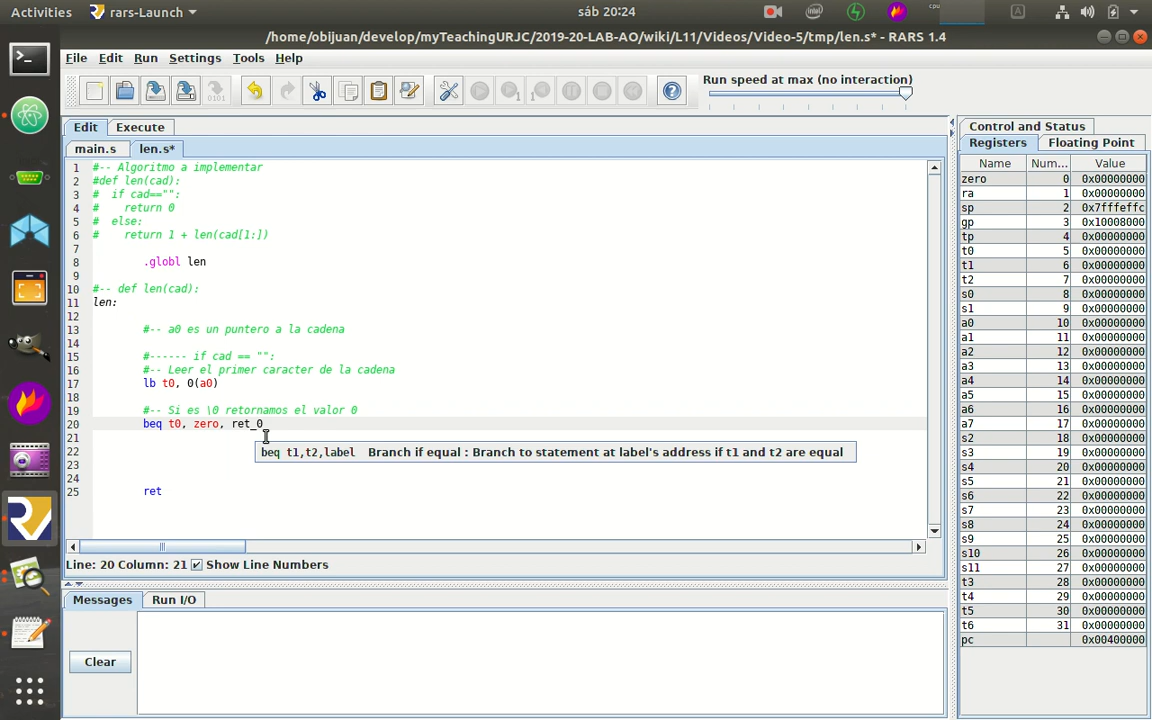 Activities rars-Launch sáb 20:24 cpu A
/home/obijuan/develop/myTeachingURJC/2019-20-LAB-AO/wiki/L11/Videos/Video-5/tmp/len.s* - RARS 1.4
File Edit Run Settings Tools Help
Run speed at max (no interaction)
Edit Execute
main.s len.s*
1 #-- Algoritmo a implementar
2 #def len(cad):
3 # if cad=="":
4 # return 0
5 # else:
6 # return 1 + len(cad[1:])
7
8 .globl len
9
10 #-- def len(cad):
11 len:
12
13 #-- a0 es un puntero a la cadena
14
15 #------ if cad == "":
16 #-- Leer el primer caracter de la cadena
17 lb t0, 0(a0)
18
19 #-- Si es \0 retornamos el valor 0
20 beq t0, zero, ret_0
21
22 beq t1,t2,label Branch if equal : Branch to statement at label's address if t1 and t2 are equal
23
24
25 ret
Line: 20 Column: 21 Show Line Numbers
Messages Run I/O
Clear
Control and Status
Registers Floating Point
Name Num... Value
zero 0 0x00000000
ra 1 0x00000000
sp 2 0x7fffeffc
gp 3 0x10008000
tp 4 0x00000000
t0 5 0x00000000
t1 6 0x00000000
t2 7 0x00000000
s0 8 0x00000000
s1 9 0x00000000
a0 10 0x00000000
a1 11 0x00000000
a2 12 0x00000000
a3 13 0x00000000
a4 14 0x00000000
a5 15 0x00000000
a6 16 0x00000000
a7 17 0x00000000
s2 18 0x00000000
s3 19 0x00000000
s4 20 0x00000000
s5 21 0x00000000
s6 22 0x00000000
s7 23 0x00000000
s8 24 0x00000000
s9 25 0x00000000
s10 26 0x00000000
s11 27 0x00000000
t3 28 0x00000000
t4 29 0x00000000
t5 30 0x00000000
t6 31 0x00000000
pc 0x00400000